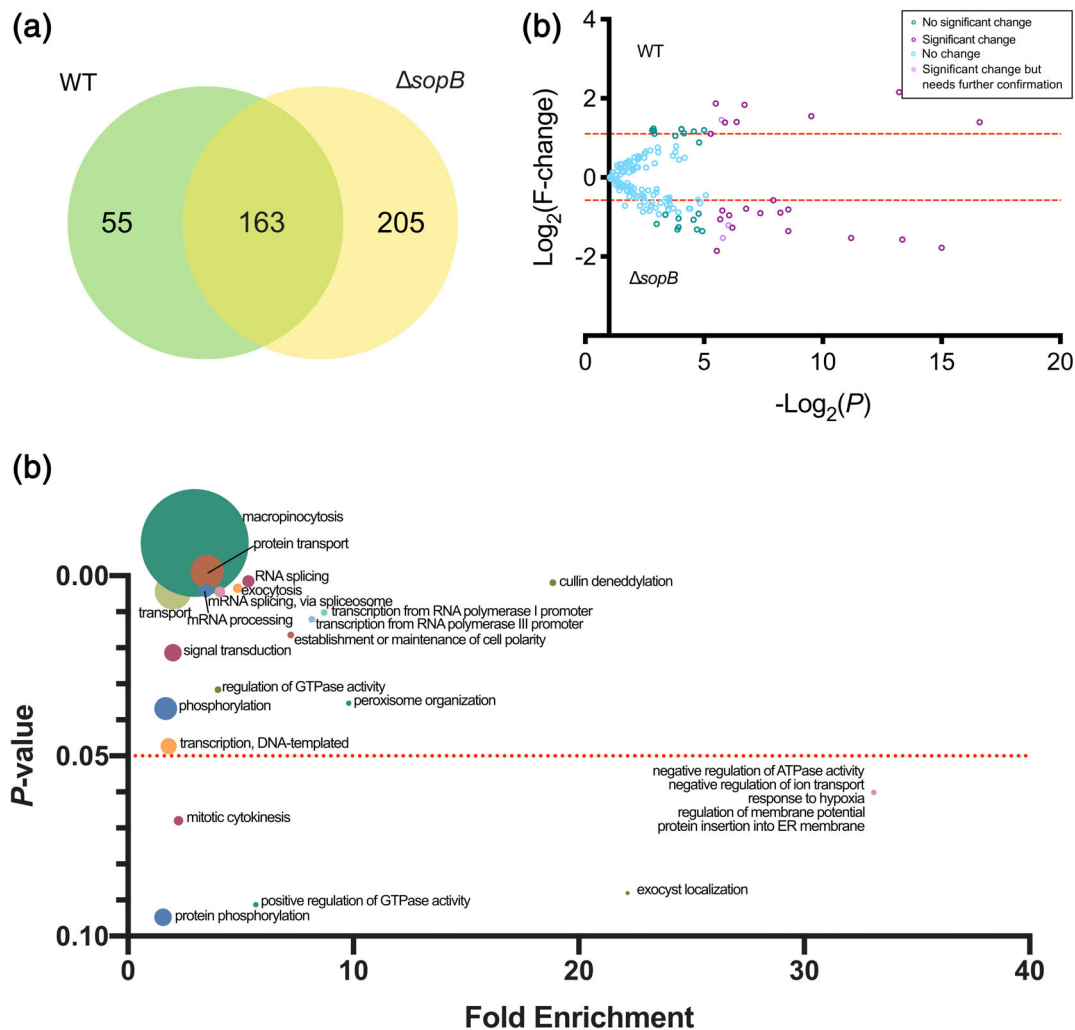 (a)
WT
ΔsopB
55
163
205
(b)
No significant change
Significant change
No change
Significant change but
needs further confirmation
WT
ΔsopB
4
2
0
-2
Log2(F-change)
0
5
10
15
20
-Log2(P)
(b)
macropinocytosis
protein transport
RNA splicing
exocytosis
mRNA splicing, via spliceosome
transport
mRNA processing
cullin deneddylation
transcription from RNA polymerase I promoter
transcription from RNA polymerase III promoter
establishment or maintenance of cell polarity
signal transduction
regulation of GTPase activity
peroxisome organization
phosphorylation
transcription, DNA-templated
negative regulation of ATPase activity
negative regulation of ion transport
response to hypoxia
regulation of membrane potential
protein insertion into ER membrane
mitotic cytokinesis
exocyst localization
positive regulation of GTPase activity
protein phosphorylation
0.00
0.05
0.10
P-value
0
10
20
30
40
Fold Enrichment